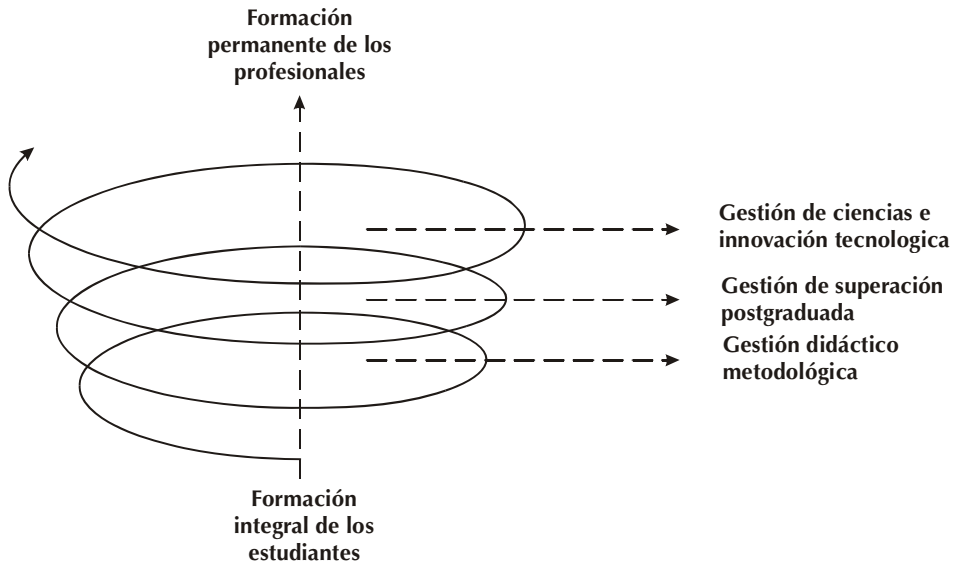 Formación
permanente de los
profesionales
Gestión de ciencias e
innovación tecnologica
Gestión de superación
postgraduada
Gestión didáctico
metodológica
Formación
integral de los
estudiantes